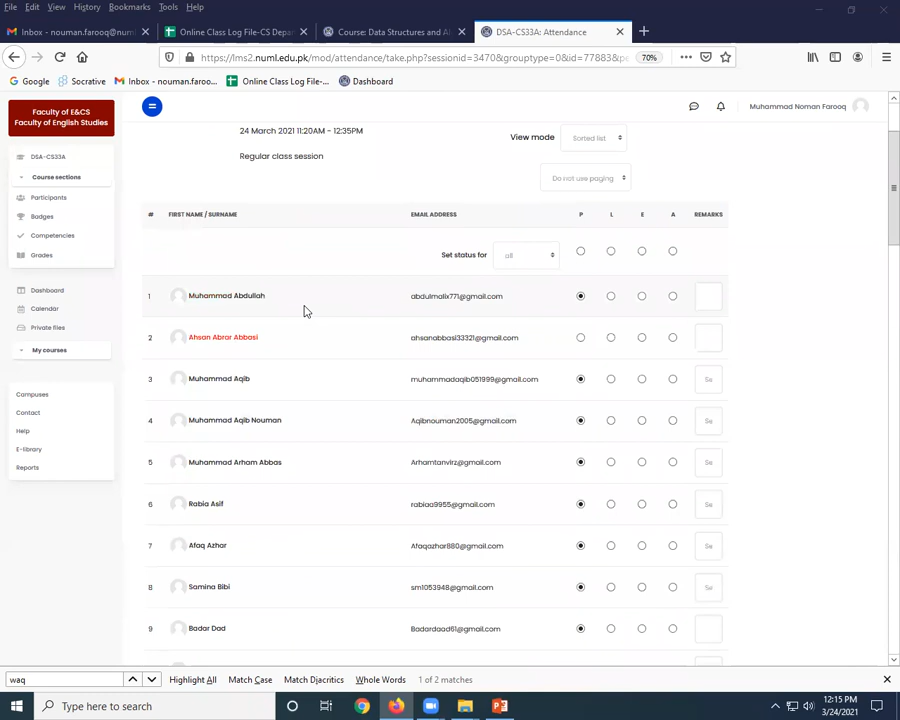 File Edit View History Bookmarks Tools Help
Inbox - nouman.farooq@num
Online Class Log File-CS Depa
Course: Data Structures and Al
DSA-CS33A: Attendance
https://lms2.numl.edu.pk/mod/attendance/take.php?sessionid=3470&grouptype=0&id=77883&pe
70%
Google Socrative Inbox - nouman.faroo... Online Class Log File-... Dashboard
Faculty of E&CS
Faculty of English Studies
Muhammad Noman Farooq
DSA-CS33A
Course sections
Participants
Badges
Competencies
Grades
Dashboard
Calendar
Private files
My courses
Campuses
Contact
Help
E-library
Reports
24 March 2021 11:20AM - 12:35PM
Regular class session
View mode Sorted list
Do not use paging
# FIRST NAME / SURNAME EMAIL ADDRESS P L E A REMARKS
Set status for all
1 Muhammad Abdullah abdulmalix771@gmail.com
2 Ahsan Abrar Abbasi ahsanabbasi33321@gmail.com
3 Muhammad Aqib muhammadaqib051999@gmail.com Se
4 Muhammad Aqib Nouman Aqibnouman2005@gmail.com Se
5 Muhammad Arham Abbas Arhamtanvirz@gmail.com Se
6 Rabia Asif rabiaa9955@gmail.com Se
7 Afaq Azhar Afaqazhar880@gmail.com Se
8 Samina Bibi sm1053948@gmail.com Se
9 Badar Dad Badardaad61@gmail.com
waq Highlight All Match Case Match Diacritics Whole Words 1 of 2 matches
Type here to search
12:15 PM
3/24/2021